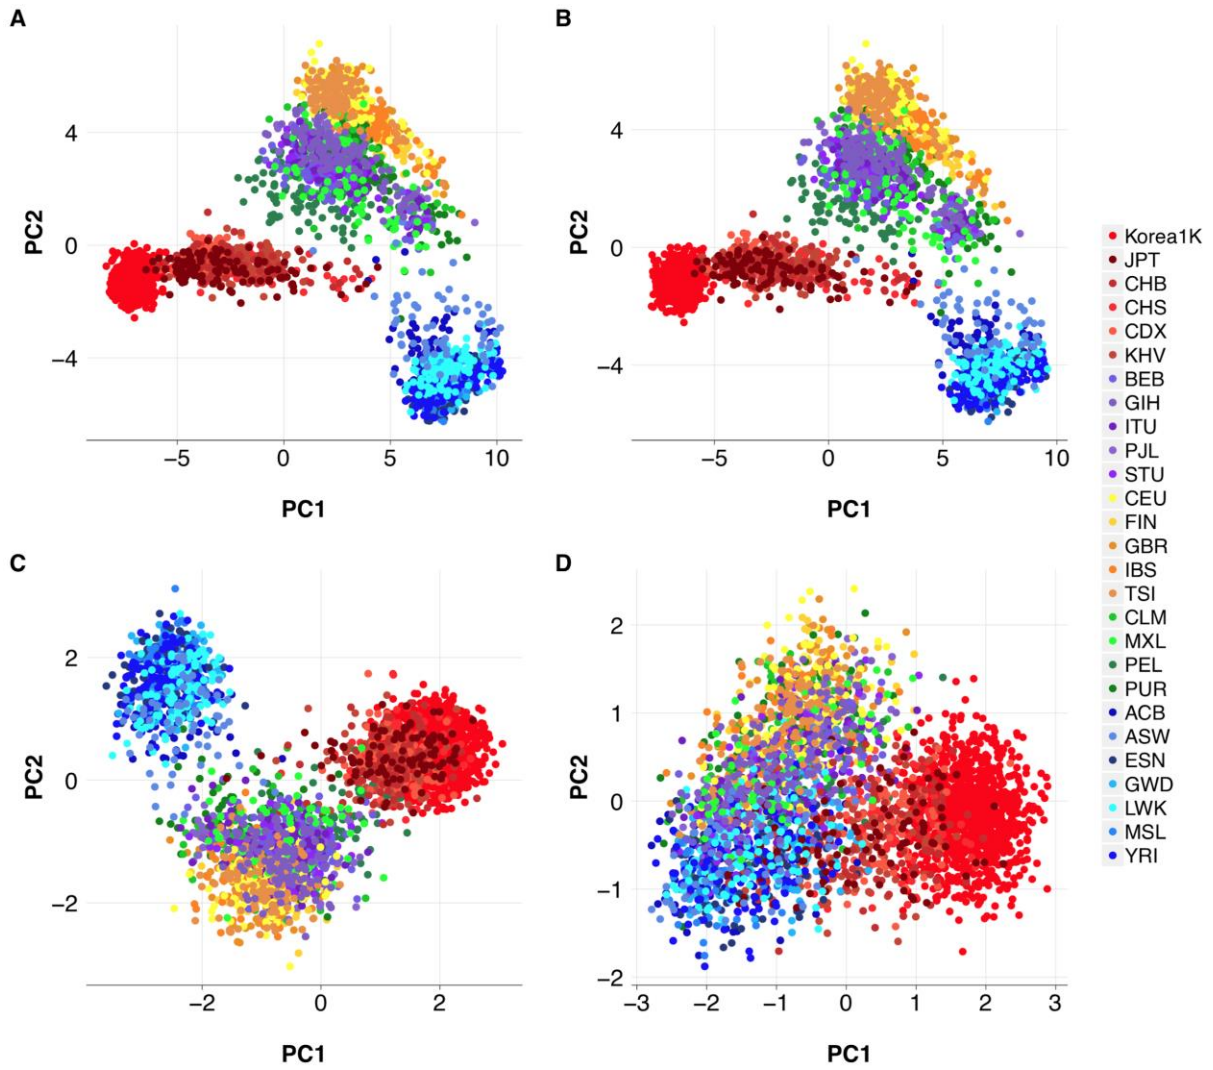 A
4
0
−4
PC2
−5
0
5
10
PC1
B
4
0
−4
PC2
−5
0
5
10
PC1
C
2
0
−2
PC2
−2
0
2
PC1
D
2
1
0
−1
−2
PC2
−3
−2
−1
0
1
2
3
PC1
Korea1K
JPT
CHB
CHS
CDX
KHV
BEB
GIH
ITU
PJL
STU
CEU
FIN
GBR
IBS
TSI
CLM
MXL
PEL
PUR
ACB
ASW
ESN
GWD
LWK
MSL
YRI